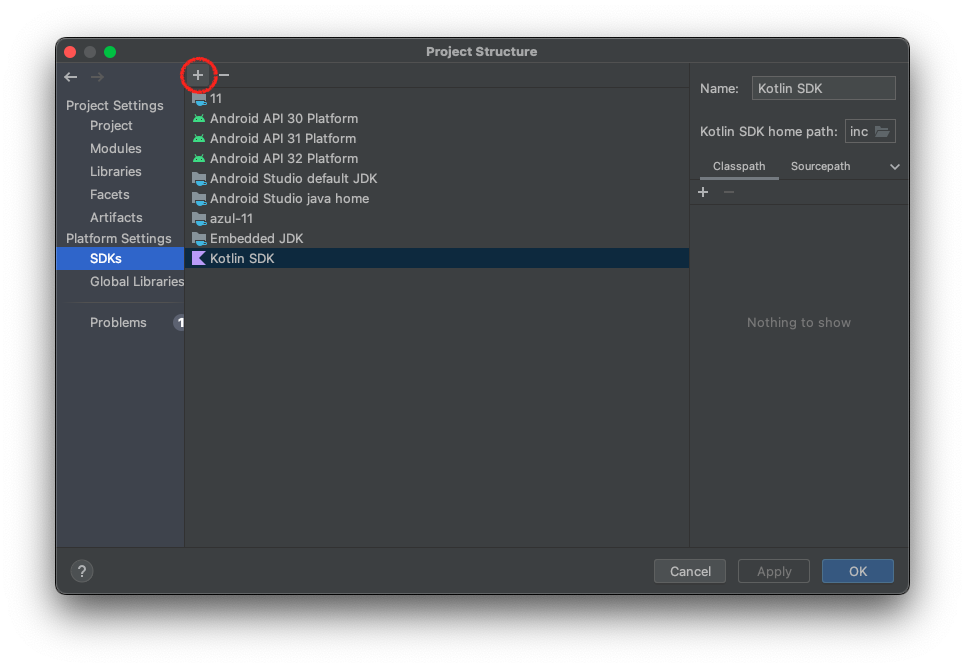 Project Structure
Project Settings
Project
Modules
Libraries
Facets
Artifacts
Platform Settings
SDKs
Global Libraries
Problems 1
11
Android API 30 Platform
Android API 31 Platform
Android API 32 Platform
Android Studio default JDK
Android Studio java home
azul-11
Embedded JDK
Kotlin SDK
Name: Kotlin SDK
Kotlin SDK home path: inc
Classpath Sourcepath
Nothing to show
? Cancel Apply OK